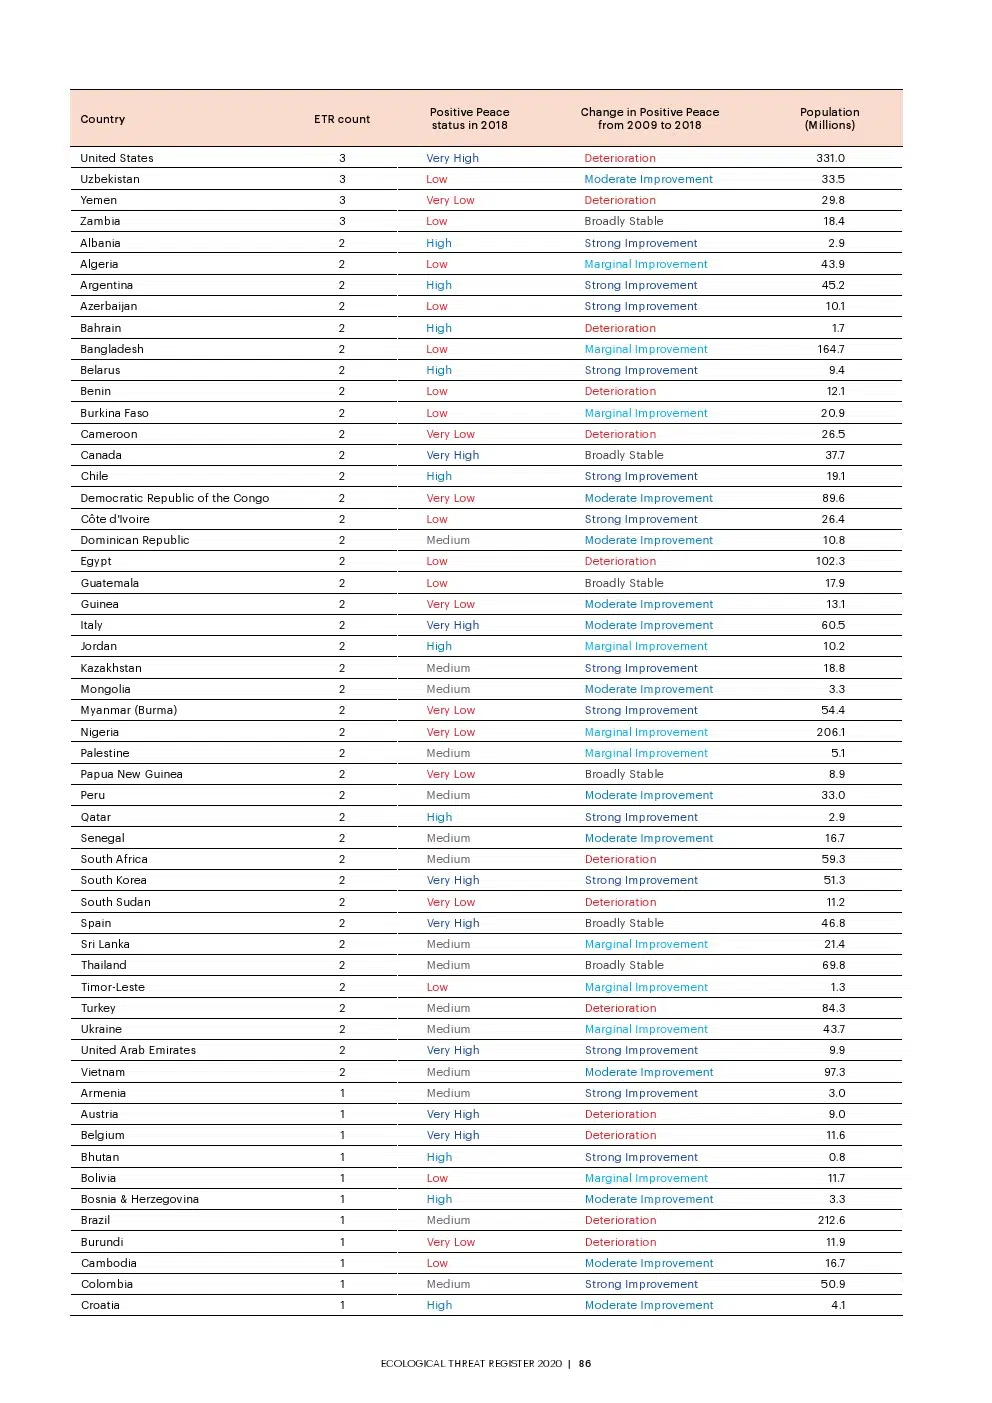 Country ETR count Positive Peace status in 2018 Change in Positive Peace from 2009 to 2018 Population (Millions)
United States 3 Very High Deterioration 331.0
Uzbekistan 3 Low Moderate Improvement 33.5
Yemen 3 Very Low Deterioration 29.8
Zambia 3 Low Broadly Stable 18.4
Albania 2 High Strong Improvement 2.9
Algeria 2 Low Marginal Improvement 43.9
Argentina 2 High Strong Improvement 45.2
Azerbaijan 2 Low Strong Improvement 10.1
Bahrain 2 High Deterioration 1.7
Bangladesh 2 Low Marginal Improvement 164.7
Belarus 2 High Strong Improvement 9.4
Benin 2 Low Deterioration 12.1
Burkina Faso 2 Low Marginal Improvement 20.9
Cameroon 2 Very Low Deterioration 26.5
Canada 2 Very High Broadly Stable 37.7
Chile 2 High Strong Improvement 19.1
Democratic Republic of the Congo 2 Very Low Moderate Improvement 89.6
Côte d'Ivoire 2 Low Strong Improvement 26.4
Dominican Republic 2 Medium Moderate Improvement 10.8
Egypt 2 Low Deterioration 102.3
Guatemala 2 Low Broadly Stable 17.9
Guinea 2 Very Low Moderate Improvement 13.1
Italy 2 Very High Moderate Improvement 60.5
Jordan 2 High Marginal Improvement 10.2
Kazakhstan 2 Medium Strong Improvement 18.8
Mongolia 2 Medium Moderate Improvement 3.3
Myanmar (Burma) 2 Very Low Strong Improvement 54.4
Nigeria 2 Very Low Marginal Improvement 206.1
Palestine 2 Medium Marginal Improvement 5.1
Papua New Guinea 2 Very Low Broadly Stable 8.9
Peru 2 Medium Moderate Improvement 33.0
Qatar 2 High Strong Improvement 2.9
Senegal 2 Medium Moderate Improvement 16.7
South Africa 2 Medium Deterioration 59.3
South Korea 2 Very High Strong Improvement 51.3
South Sudan 2 Very Low Deterioration 11.2
Spain 2 Very High Broadly Stable 46.8
Sri Lanka 2 Medium Marginal Improvement 21.4
Thailand 2 Medium Broadly Stable 69.8
Timor-Leste 2 Low Marginal Improvement 1.3
Turkey 2 Medium Deterioration 84.3
Ukraine 2 Medium Marginal Improvement 43.7
United Arab Emirates 2 Very High Strong Improvement 9.9
Vietnam 2 Medium Moderate Improvement 97.3
Armenia 1 Medium Strong Improvement 3.0
Austria 1 Very High Deterioration 9.0
Belgium 1 Very High Deterioration 11.6
Bhutan 1 High Strong Improvement 0.8
Bolivia 1 Low Marginal Improvement 11.7
Bosnia & Herzegovina 1 High Moderate Improvement 3.3
Brazil 1 Medium Deterioration 212.6
Burundi 1 Very Low Deterioration 11.9
Cambodia 1 Low Moderate Improvement 16.7
Colombia 1 Medium Strong Improvement 50.9
Croatia 1 High Moderate Improvement 4.1
ECOLOGICAL THREAT REGISTER 2020 | 86